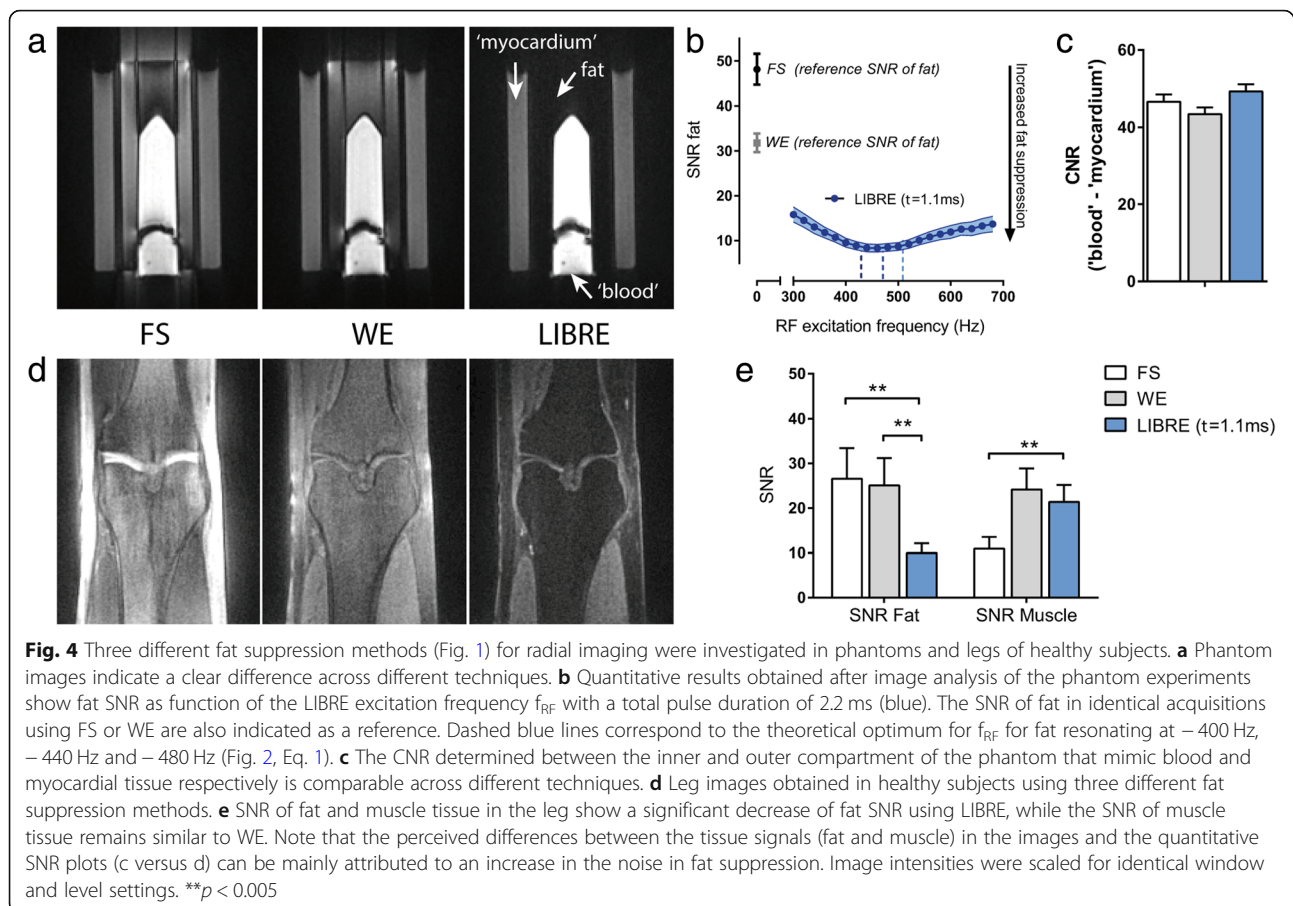 a
'myocardium'
fat
'blood'
FS
WE
LIBRE
b
SNR fat
50
40
30
20
10
FS (reference SNR of fat)
WE (reference SNR of fat)
LIBRE (t=1.1ms)
Increased fat suppression
0
300
400
500
600
700
RF excitation frequency (Hz)
c
CNR
('blood' - 'myocardium')
60
40
20
0
d
e
SNR
50
40
30
20
10
0
**
**
**
SNR Fat
SNR Muscle
FS
WE
LIBRE (t=1.1ms)
Fig. 4 Three different fat suppression methods (Fig. 1) for radial imaging were investigated in phantoms and legs of healthy subjects. a Phantom
images indicate a clear difference across different techniques. b Quantitative results obtained after image analysis of the phantom experiments
show fat SNR as function of the LIBRE excitation frequency fRF with a total pulse duration of 2.2 ms (blue). The SNR of fat in identical acquisitions
using FS or WE are also indicated as a reference. Dashed blue lines correspond to the theoretical optimum for fRF for fat resonating at − 400 Hz,
− 440 Hz and − 480 Hz (Fig. 2, Eq. 1). c The CNR determined between the inner and outer compartment of the phantom that mimic blood and
myocardial tissue respectively is comparable across different techniques. d Leg images obtained in healthy subjects using three different fat
suppression methods. e SNR of fat and muscle tissue in the leg show a significant decrease of fat SNR using LIBRE, while the SNR of muscle
tissue remains similar to WE. Note that the perceived differences between the tissue signals (fat and muscle) in the images and the quantitative
SNR plots (c versus d) can be mainly attributed to an increase in the noise in fat suppression. Image intensities were scaled for identical window
and level settings. **p < 0.005